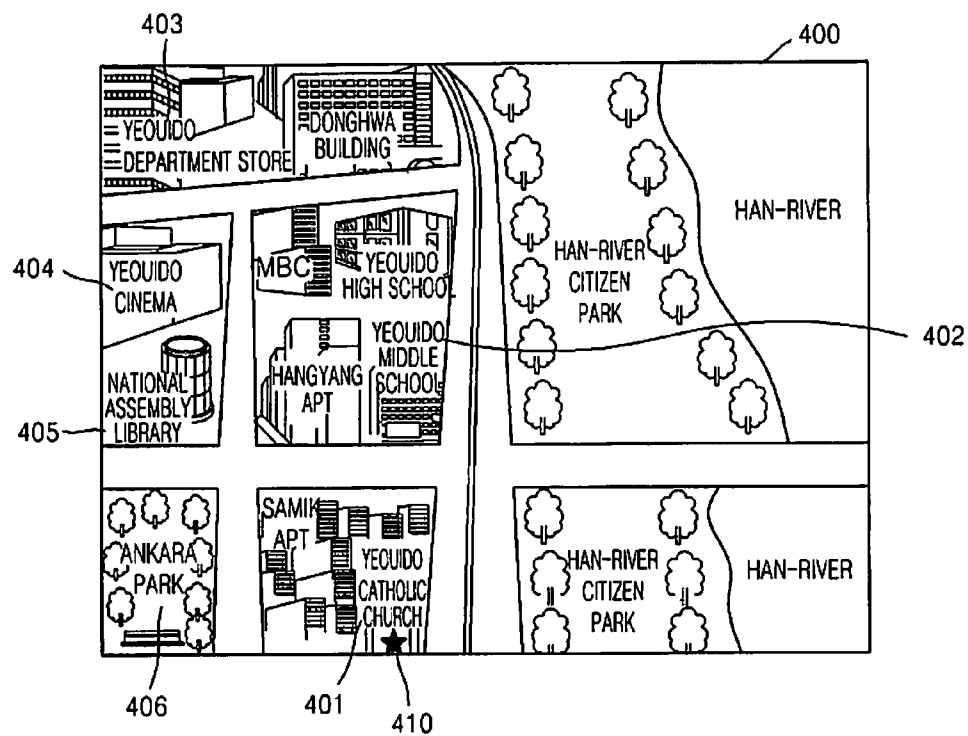 403
400
YEOUIDO
DEPARTMENT STORE
DONGHWA
BUILDING
HAN-RIVER
404
YEOUIDO
CINEMA
MBC
YEOUIDO
HIGH SCHOOL
HAN-RIVER
CITIZEN
PARK
402
YEOUIDO
MIDDLE
SCHOOL
HANGYANG
APT
NATIONAL
ASSEMBLY
LIBRARY
405
SAMIK
APT
ANKARA
PARK
YEOUIDO
CATHOLIC
CHURCH
HAN-RIVER
CITIZEN
PARK
HAN-RIVER
406
401
410